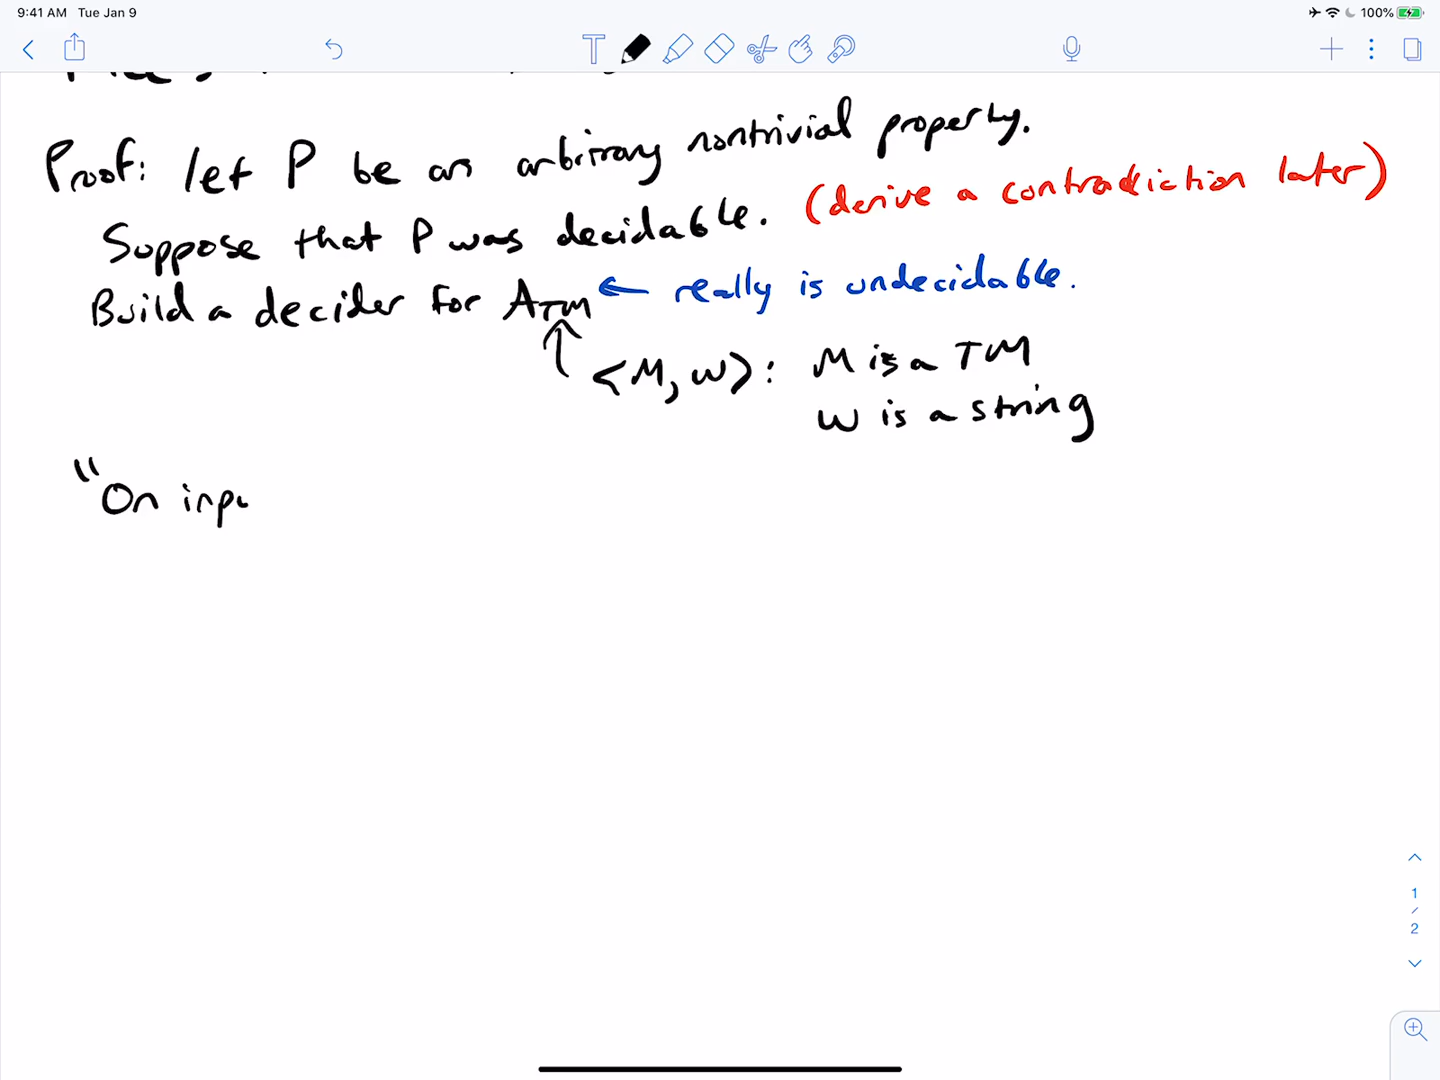 9:41 AM Tue Jan 9
100%
Proof: let P be an arbitrary nontrivial property.
Suppose that P was decidable. (derive a contradiction later)
Build a decider for ATM ← really is undecidable.
<M, w>: M is a TM
w is a string
"On inpu
1
/
2